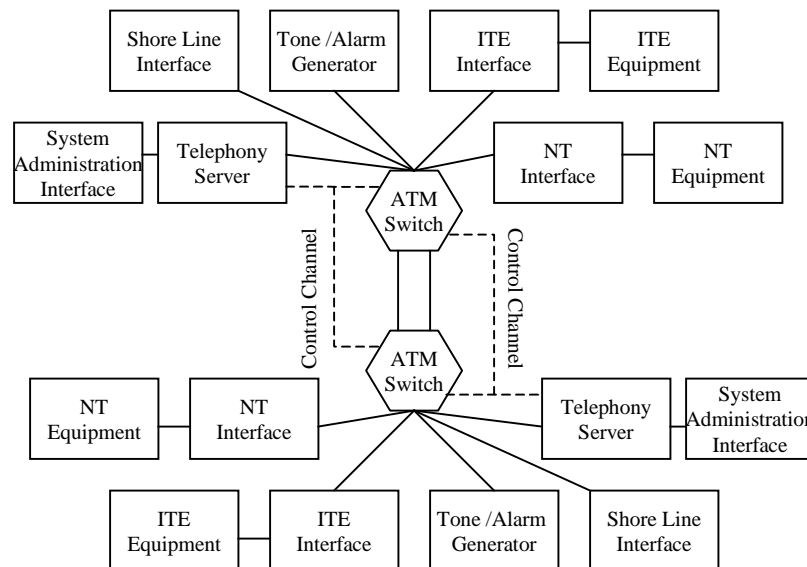 Shore Line
Interface
Tone /Alarm
Generator
ITE
Interface
ITE
Equipment
System
Administration
Interface
Telephony
Server
NT
Interface
NT
Equipment
ATM
Switch
Control Channel
Control Channel
ATM
Switch
NT
Equipment
NT
Interface
Telephony
Server
System
Administration
Interface
ITE
Equipment
ITE
Interface
Tone /Alarm
Generator
Shore Line
Interface